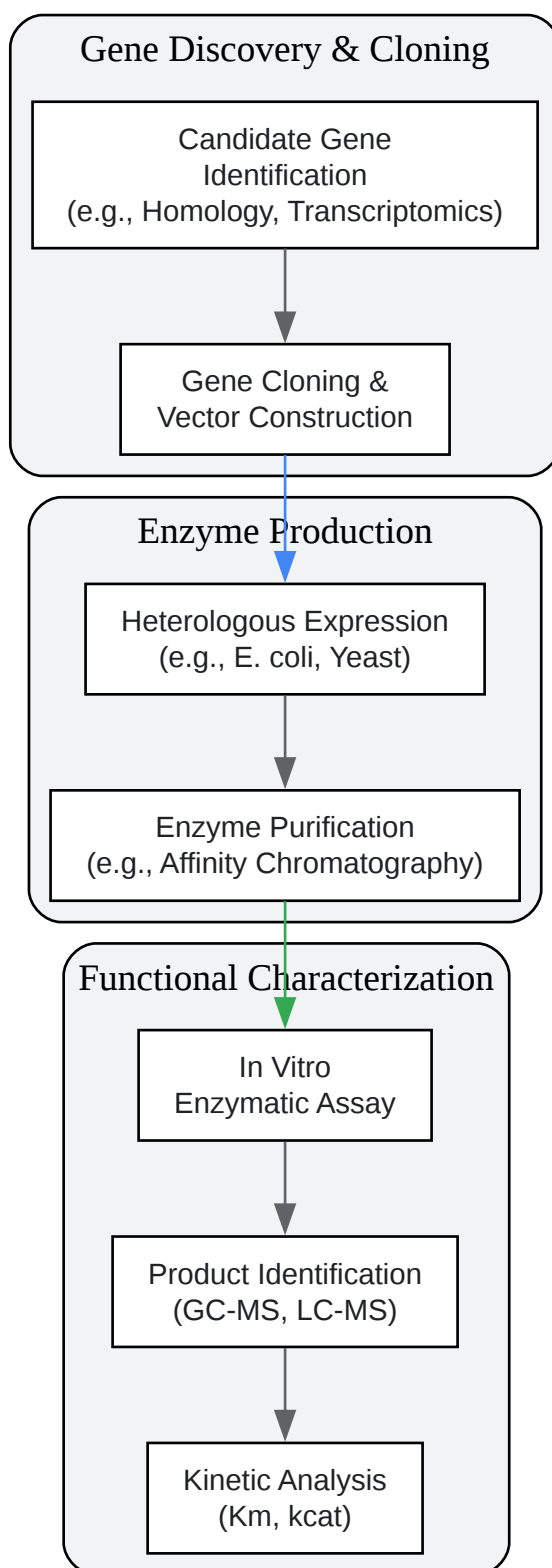 Gene Discovery & Cloning
Candidate Gene
Identification
(e.g., Homology, Transcriptomics)
Gene Cloning &
Vector Construction
Enzyme Production
Heterologous Expression
(e.g., E. coli, Yeast)
Enzyme Purification
(e.g., Affinity Chromatography)
Functional Characterization
In Vitro
Enzymatic Assay
Product Identification
(GC-MS, LC-MS)
Kinetic Analysis
(Km, kcat)